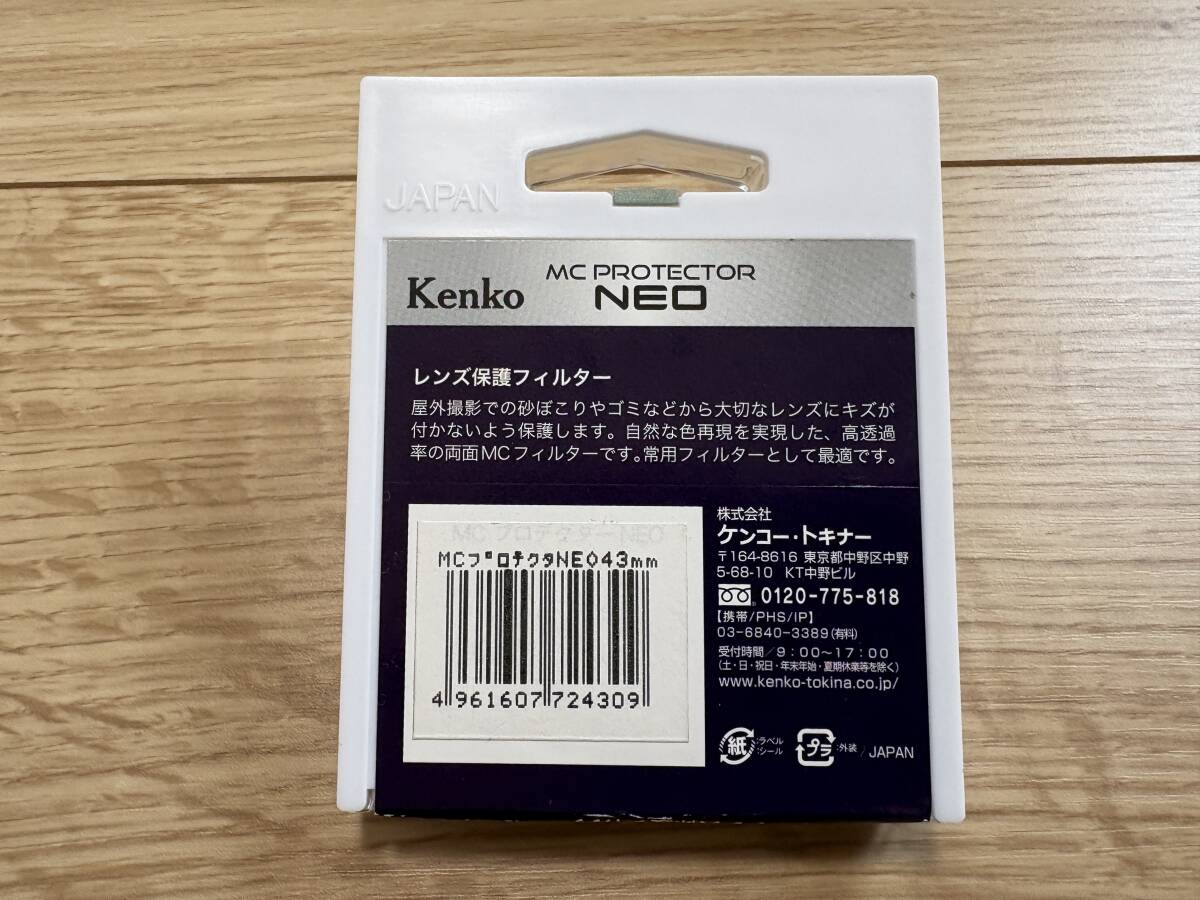 JAPAN
Kenko
MC PROTECTOR
NEO
レンズ保護フィルター
屋外撮影での砂ぼこりやゴミなどから大切なレンズにキズが
付かないよう保護します。自然な色再現を実現した、高透過
率の両面MCフィルターです。常用フィルターとして最適です。
MC プロテクター NEO
MCプロテクタNEO43mm
4 961607 724309
株式会社
ケンコー・トキナー
〒164-8616 東京都中野区中野
5-68-10 KT中野ビル
0120-775-818
【携帯/PHS/IP】
03-6840-3389(有料)
受付時間/9：00～17：00
(土・日・祝日・年末年始・夏期休業等を除く)
www.kenko-tokina.co.jp/
紙 :ラベル
:シール
プラ :外装 / JAPAN